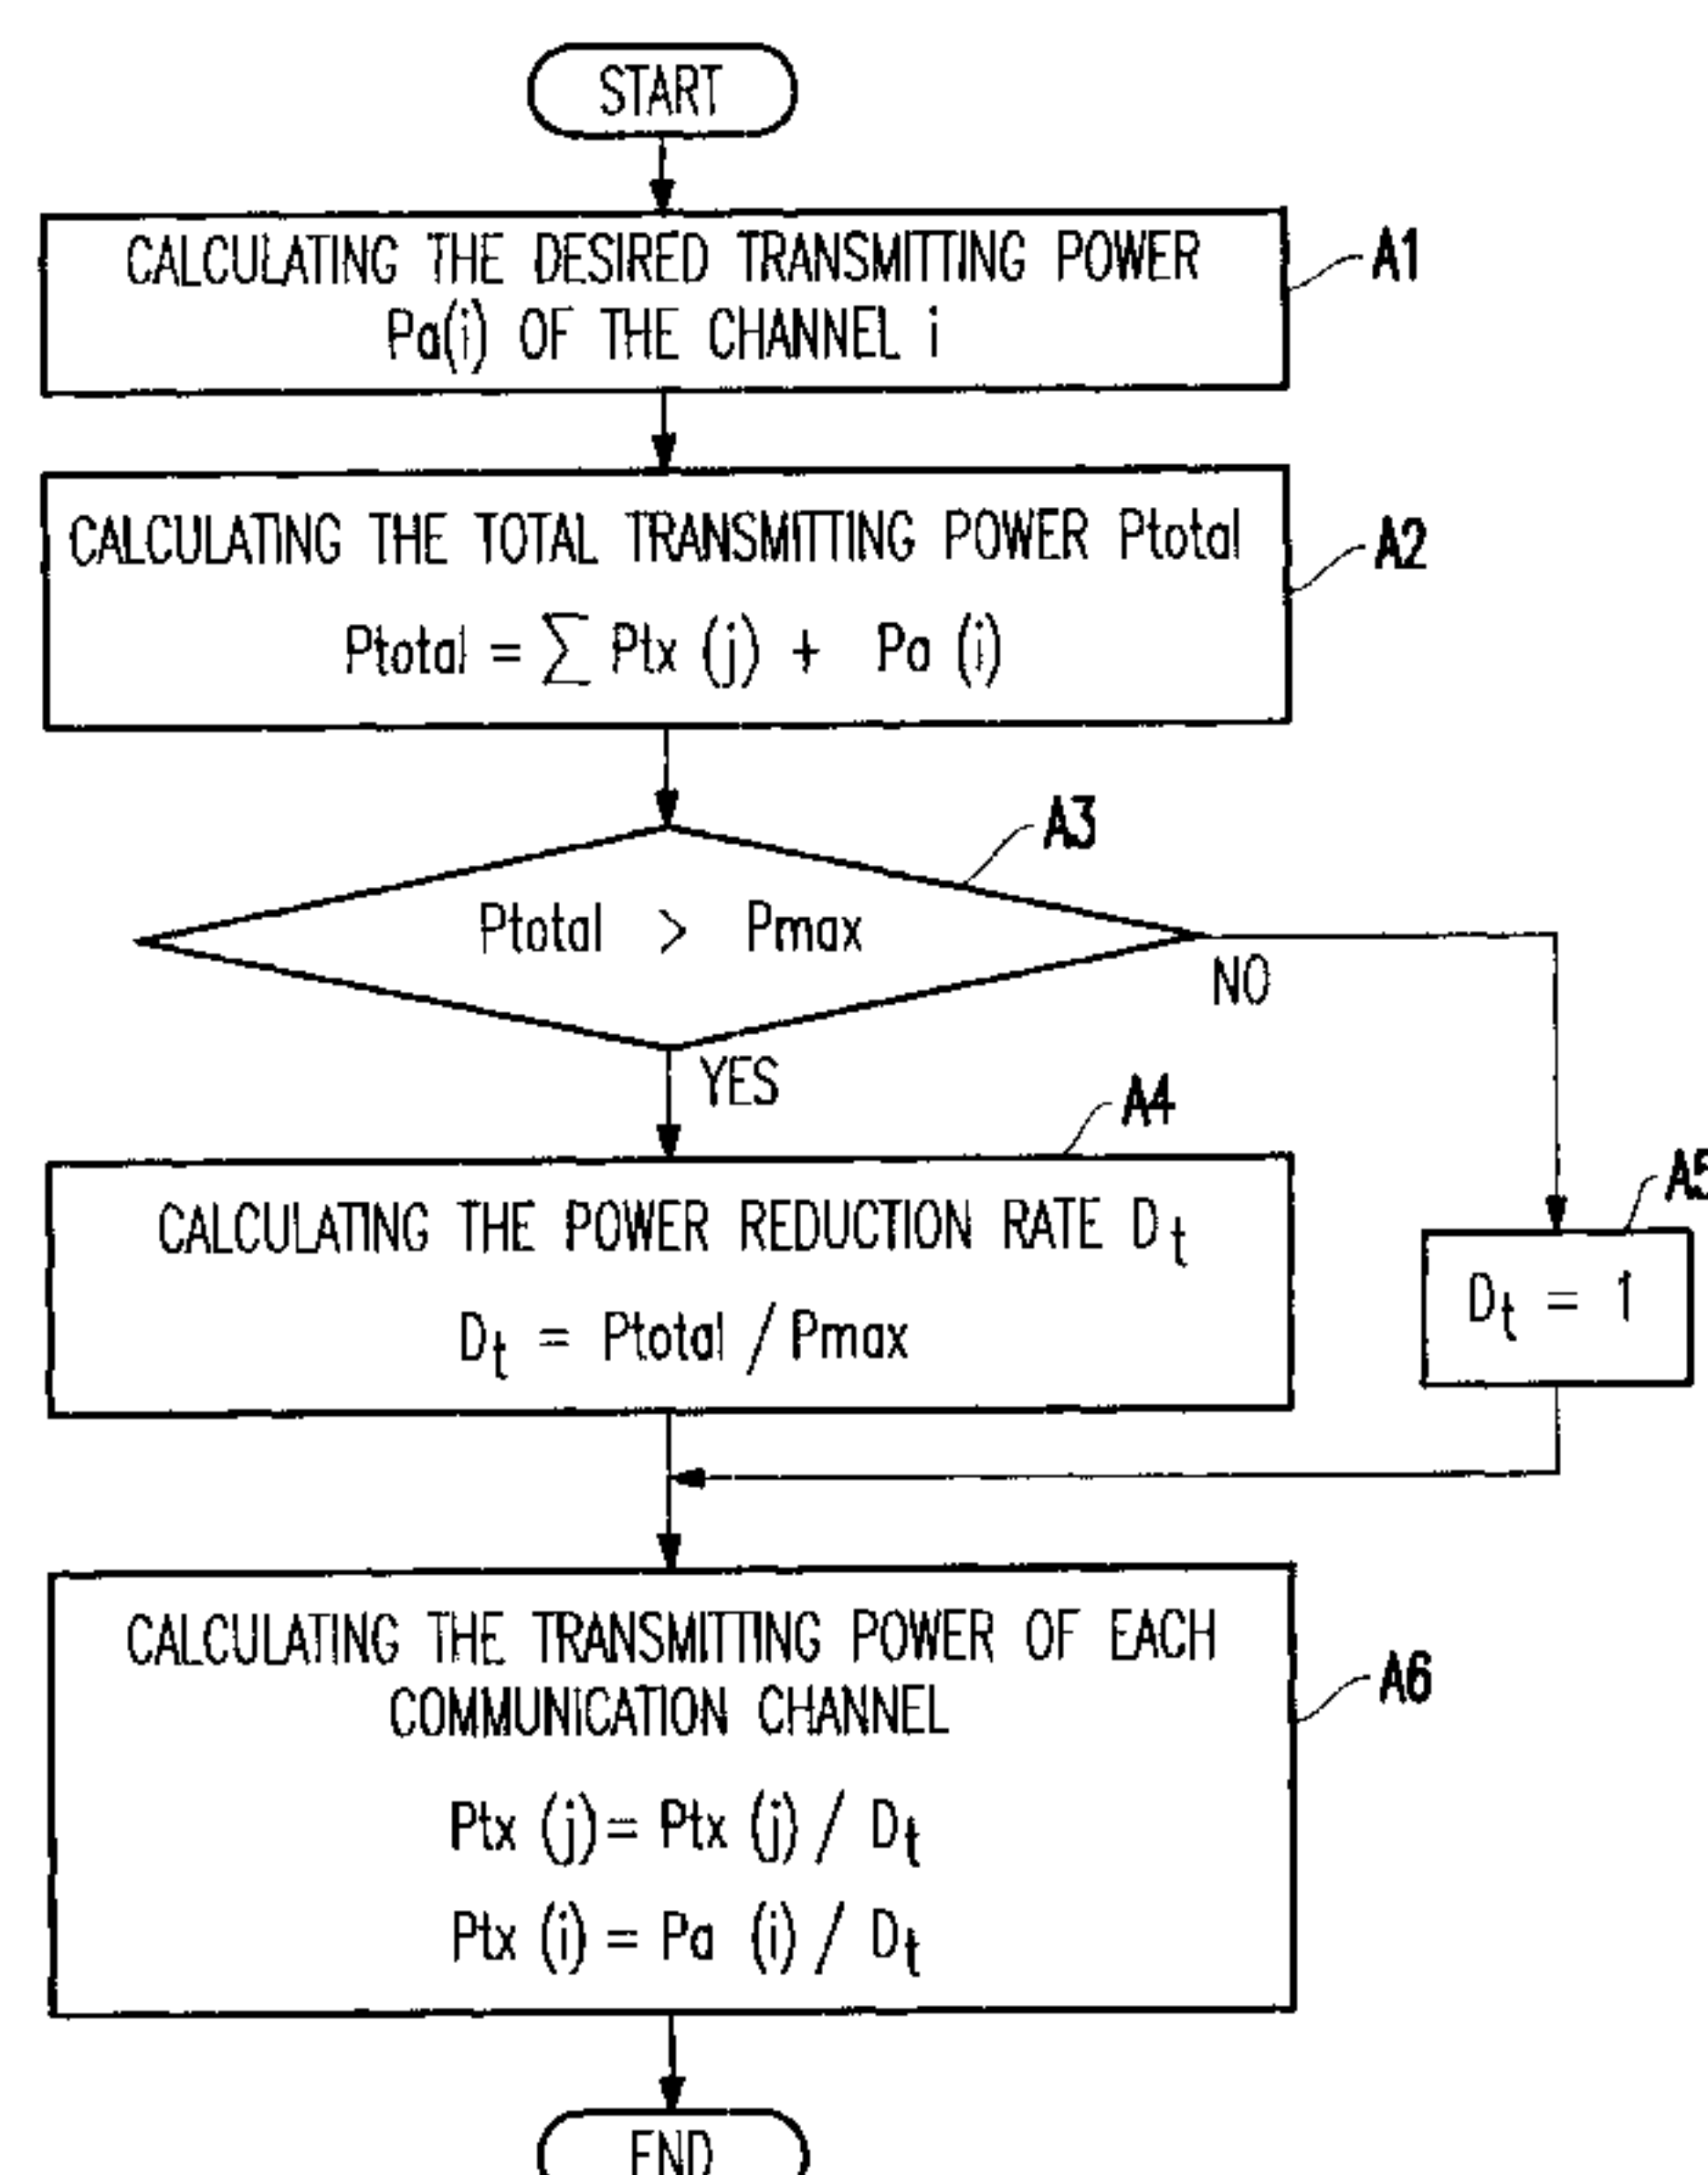 START
CALCULATING THE DESIRED TRANSMITTING POWER
Pa(i) OF THE CHANNEL i
A1
CALCULATING THE TOTAL TRANSMITTING POWER Ptotal
Ptotal = ∑ Ptx (j) + Pa (i)
A2
A3
Ptotal > Pmax
NO
YES
A4
CALCULATING THE POWER REDUCTION RATE Dt
Dt = Ptotal / Pmax
A5
Dt = 1
CALCULATING THE TRANSMITTING POWER OF EACH
COMMUNICATION CHANNEL
Ptx (j) = Ptx (j) / Dt
Ptx (i) = Pa (i) / Dt
A6
END